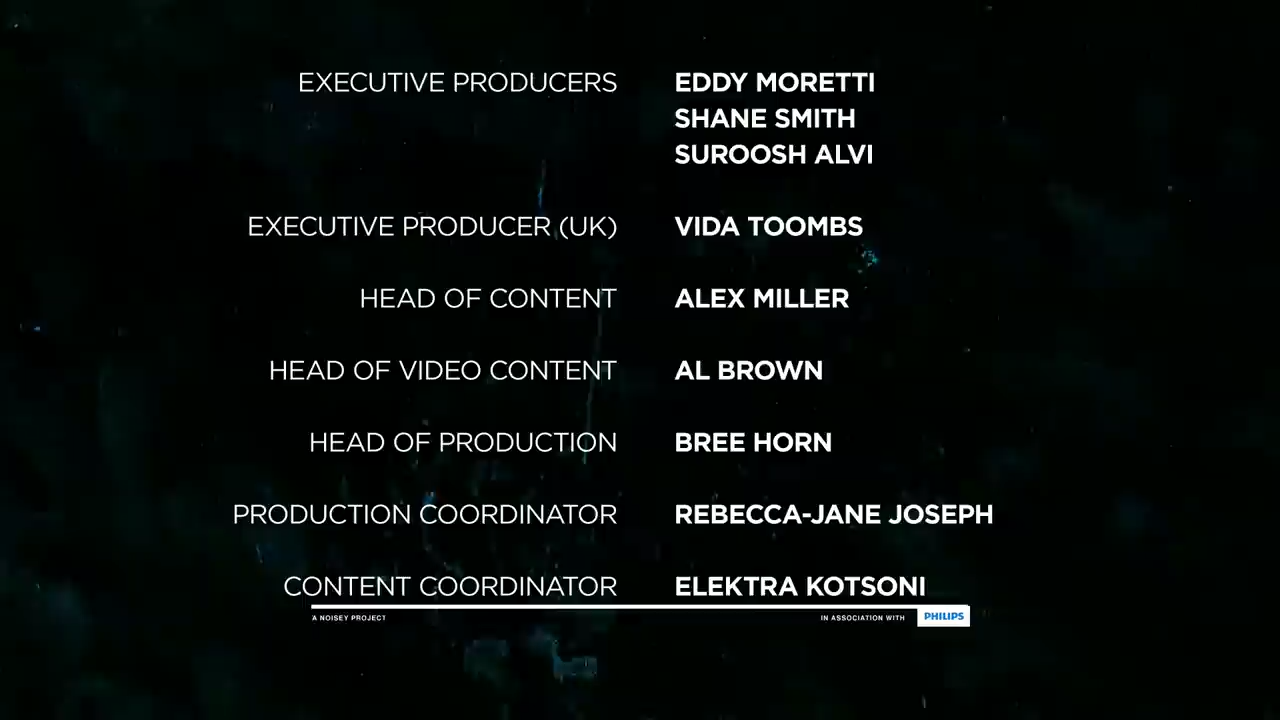 EXECUTIVE PRODUCERS EDDY MORETTI
SHANE SMITH
SUROOSH ALVI
EXECUTIVE PRODUCER (UK) VIDA TOOMBS
HEAD OF CONTENT ALEX MILLER
HEAD OF VIDEO CONTENT AL BROWN
HEAD OF PRODUCTION BREE HORN
PRODUCTION COORDINATOR REBECCA-JANE JOSEPH
CONTENT COORDINATOR ELEKTRA KOTSONI
A NOISEY PROJECT IN ASSOCIATION WITH PHILIPS